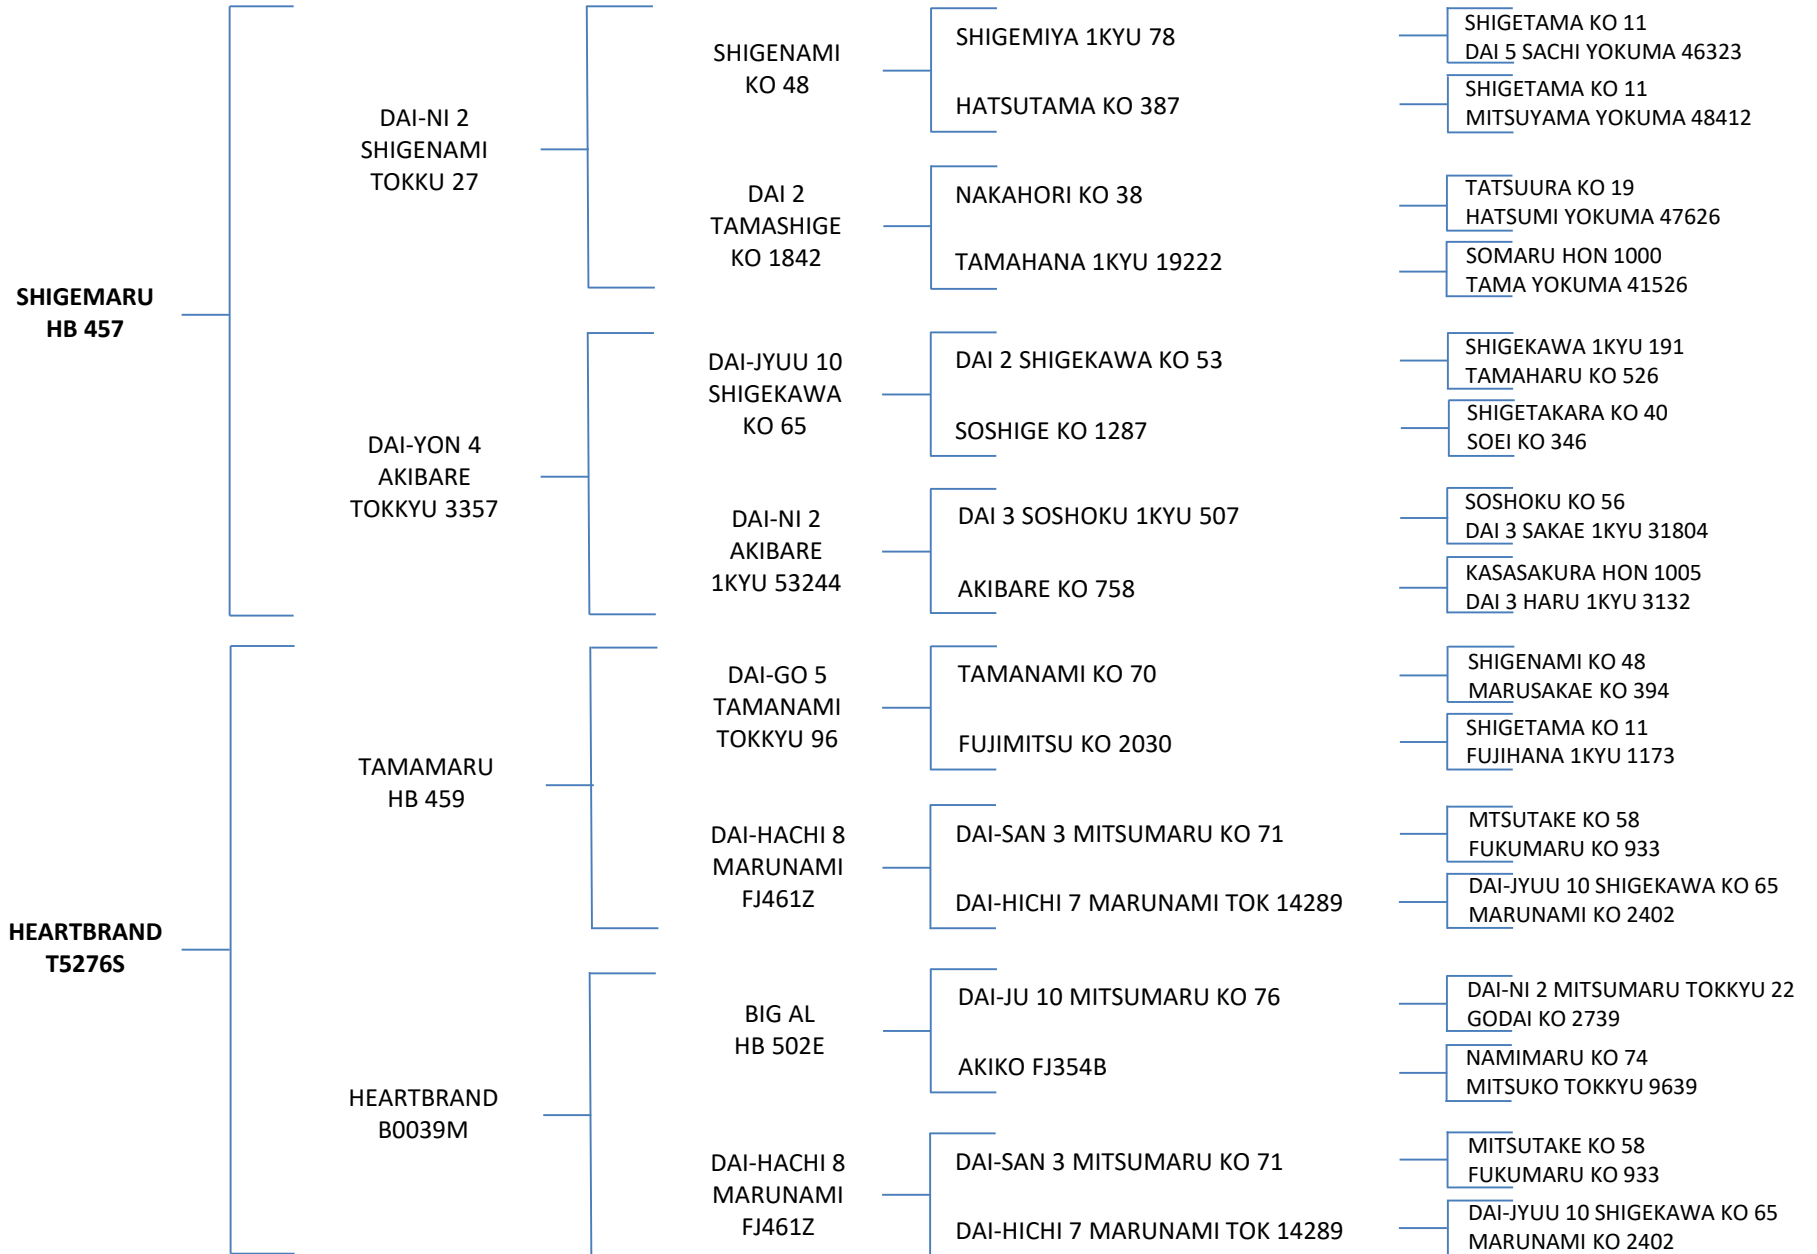 SHIGEMARU
HB 457
HEARTBRAND
T5276S
DAI-NI 2
SHIGENAMI
TOKKU 27
DAI-YON 4
AKIBARE
TOKKYU 3357
TAMAMARU
HB 459
HEARTBRAND
B0039M
SHIGENAMI
KO 48
DAI 2
TAMASHIGE
KO 1842
DAI-JYUU 10
SHIGEKAWA
KO 65
DAI-NI 2
AKIBARE
1KYU 53244
DAI-GO 5
TAMANAMI
TOKKYU 96
DAI-HACHI 8
MARUNAMI
FJ461Z
BIG AL
HB 502E
DAI-HACHI 8
MARUNAMI
FJ461Z
SHIGEMIYA 1KYU 78
HATSUTAMA KO 387
NAKAHORI KO 38
TAMAHANA 1KYU 19222
DAI 2 SHIGEKAWA KO 53
SOSHIGE KO 1287
DAI 3 SOSHOKU 1KYU 507
AKIBARE KO 758
TAMANAMI KO 70
FUJIMITSU KO 2030
DAI-SAN 3 MITSUMARU KO 71
DAI-HICHI 7 MARUNAMI TOK 14289
DAI-JU 10 MITSUMARU KO 76
AKIKO FJ354B
DAI-SAN 3 MITSUMARU KO 71
DAI-HICHI 7 MARUNAMI TOK 14289
SHIGETAMA KO 11
DAI 5 SACHI YOKUMA 46323
SHIGETAMA KO 11
MITSUYAMA YOKUMA 48412
TATSUURA KO 19
HATSUMI YOKUMA 47626
SOMARU HON 1000
TAMA YOKUMA 41526
SHIGEKAWA 1KYU 191
TAMAHARU KO 526
SHIGETAKARA KO 40
SOEI KO 346
SOSHOKU KO 56
DAI 3 SAKAE 1KYU 31804
KASASAKURA HON 1005
DAI 3 HARU 1KYU 3132
SHIGENAMI KO 48
MARUSAKAE KO 394
SHIGETAMA KO 11
FUJIHANA 1KYU 1173
MTSUTAKE KO 58
FUKUMARU KO 933
DAI-JYUU 10 SHIGEKAWA KO 65
MARUNAMI KO 2402
DAI-NI 2 MITSUMARU TOKKYU 22
GODAI KO 2739
NAMIMARU KO 74
MITSUKO TOKKYU 9639
MITSUTAKE KO 58
FUKUMARU KO 933
DAI-JYUU 10 SHIGEKAWA KO 65
MARUNAMI KO 2402